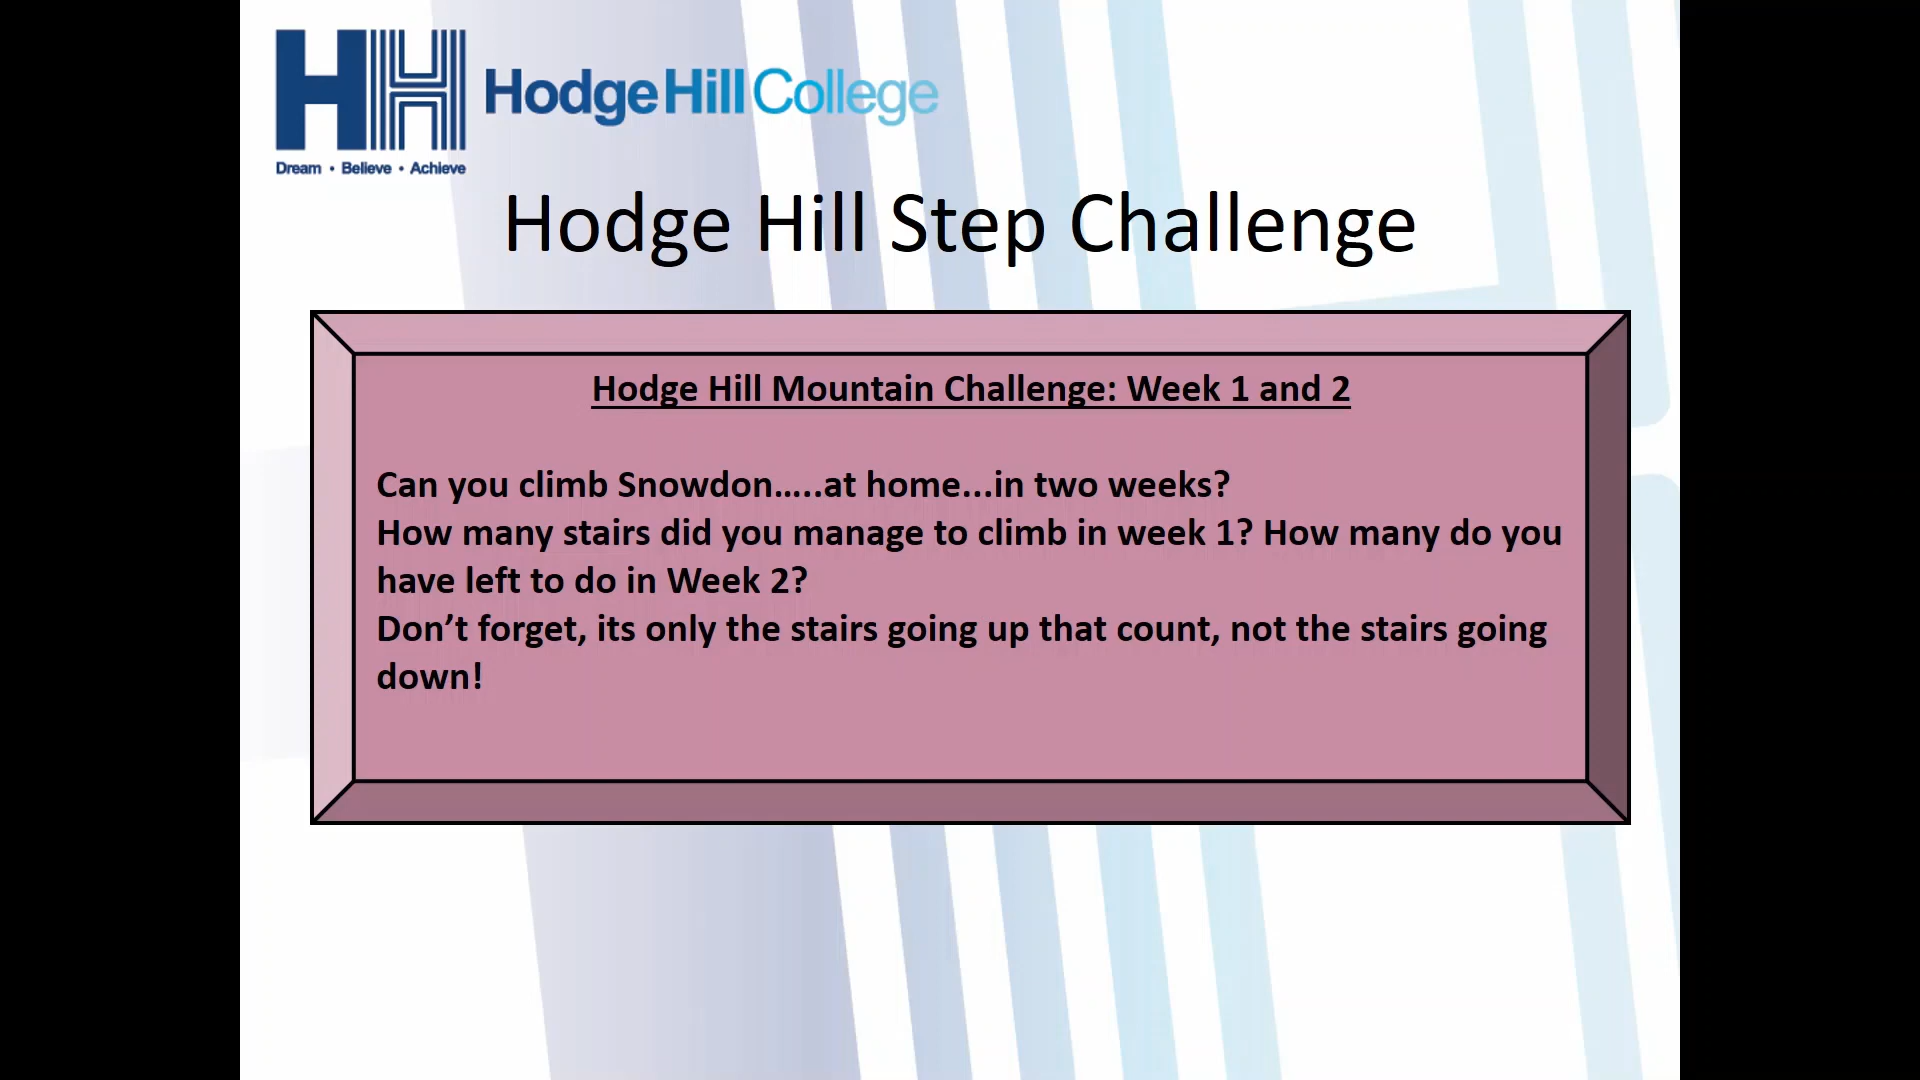 Hodge Hill College
Dream • Believe • Achieve
Hodge Hill Step Challenge
Hodge Hill Mountain Challenge: Week 1 and 2
Can you climb Snowdon…..at home...in two weeks?
How many stairs did you manage to climb in week 1? How many do you
have left to do in Week 2?
Don’t forget, its only the stairs going up that count, not the stairs going
down!